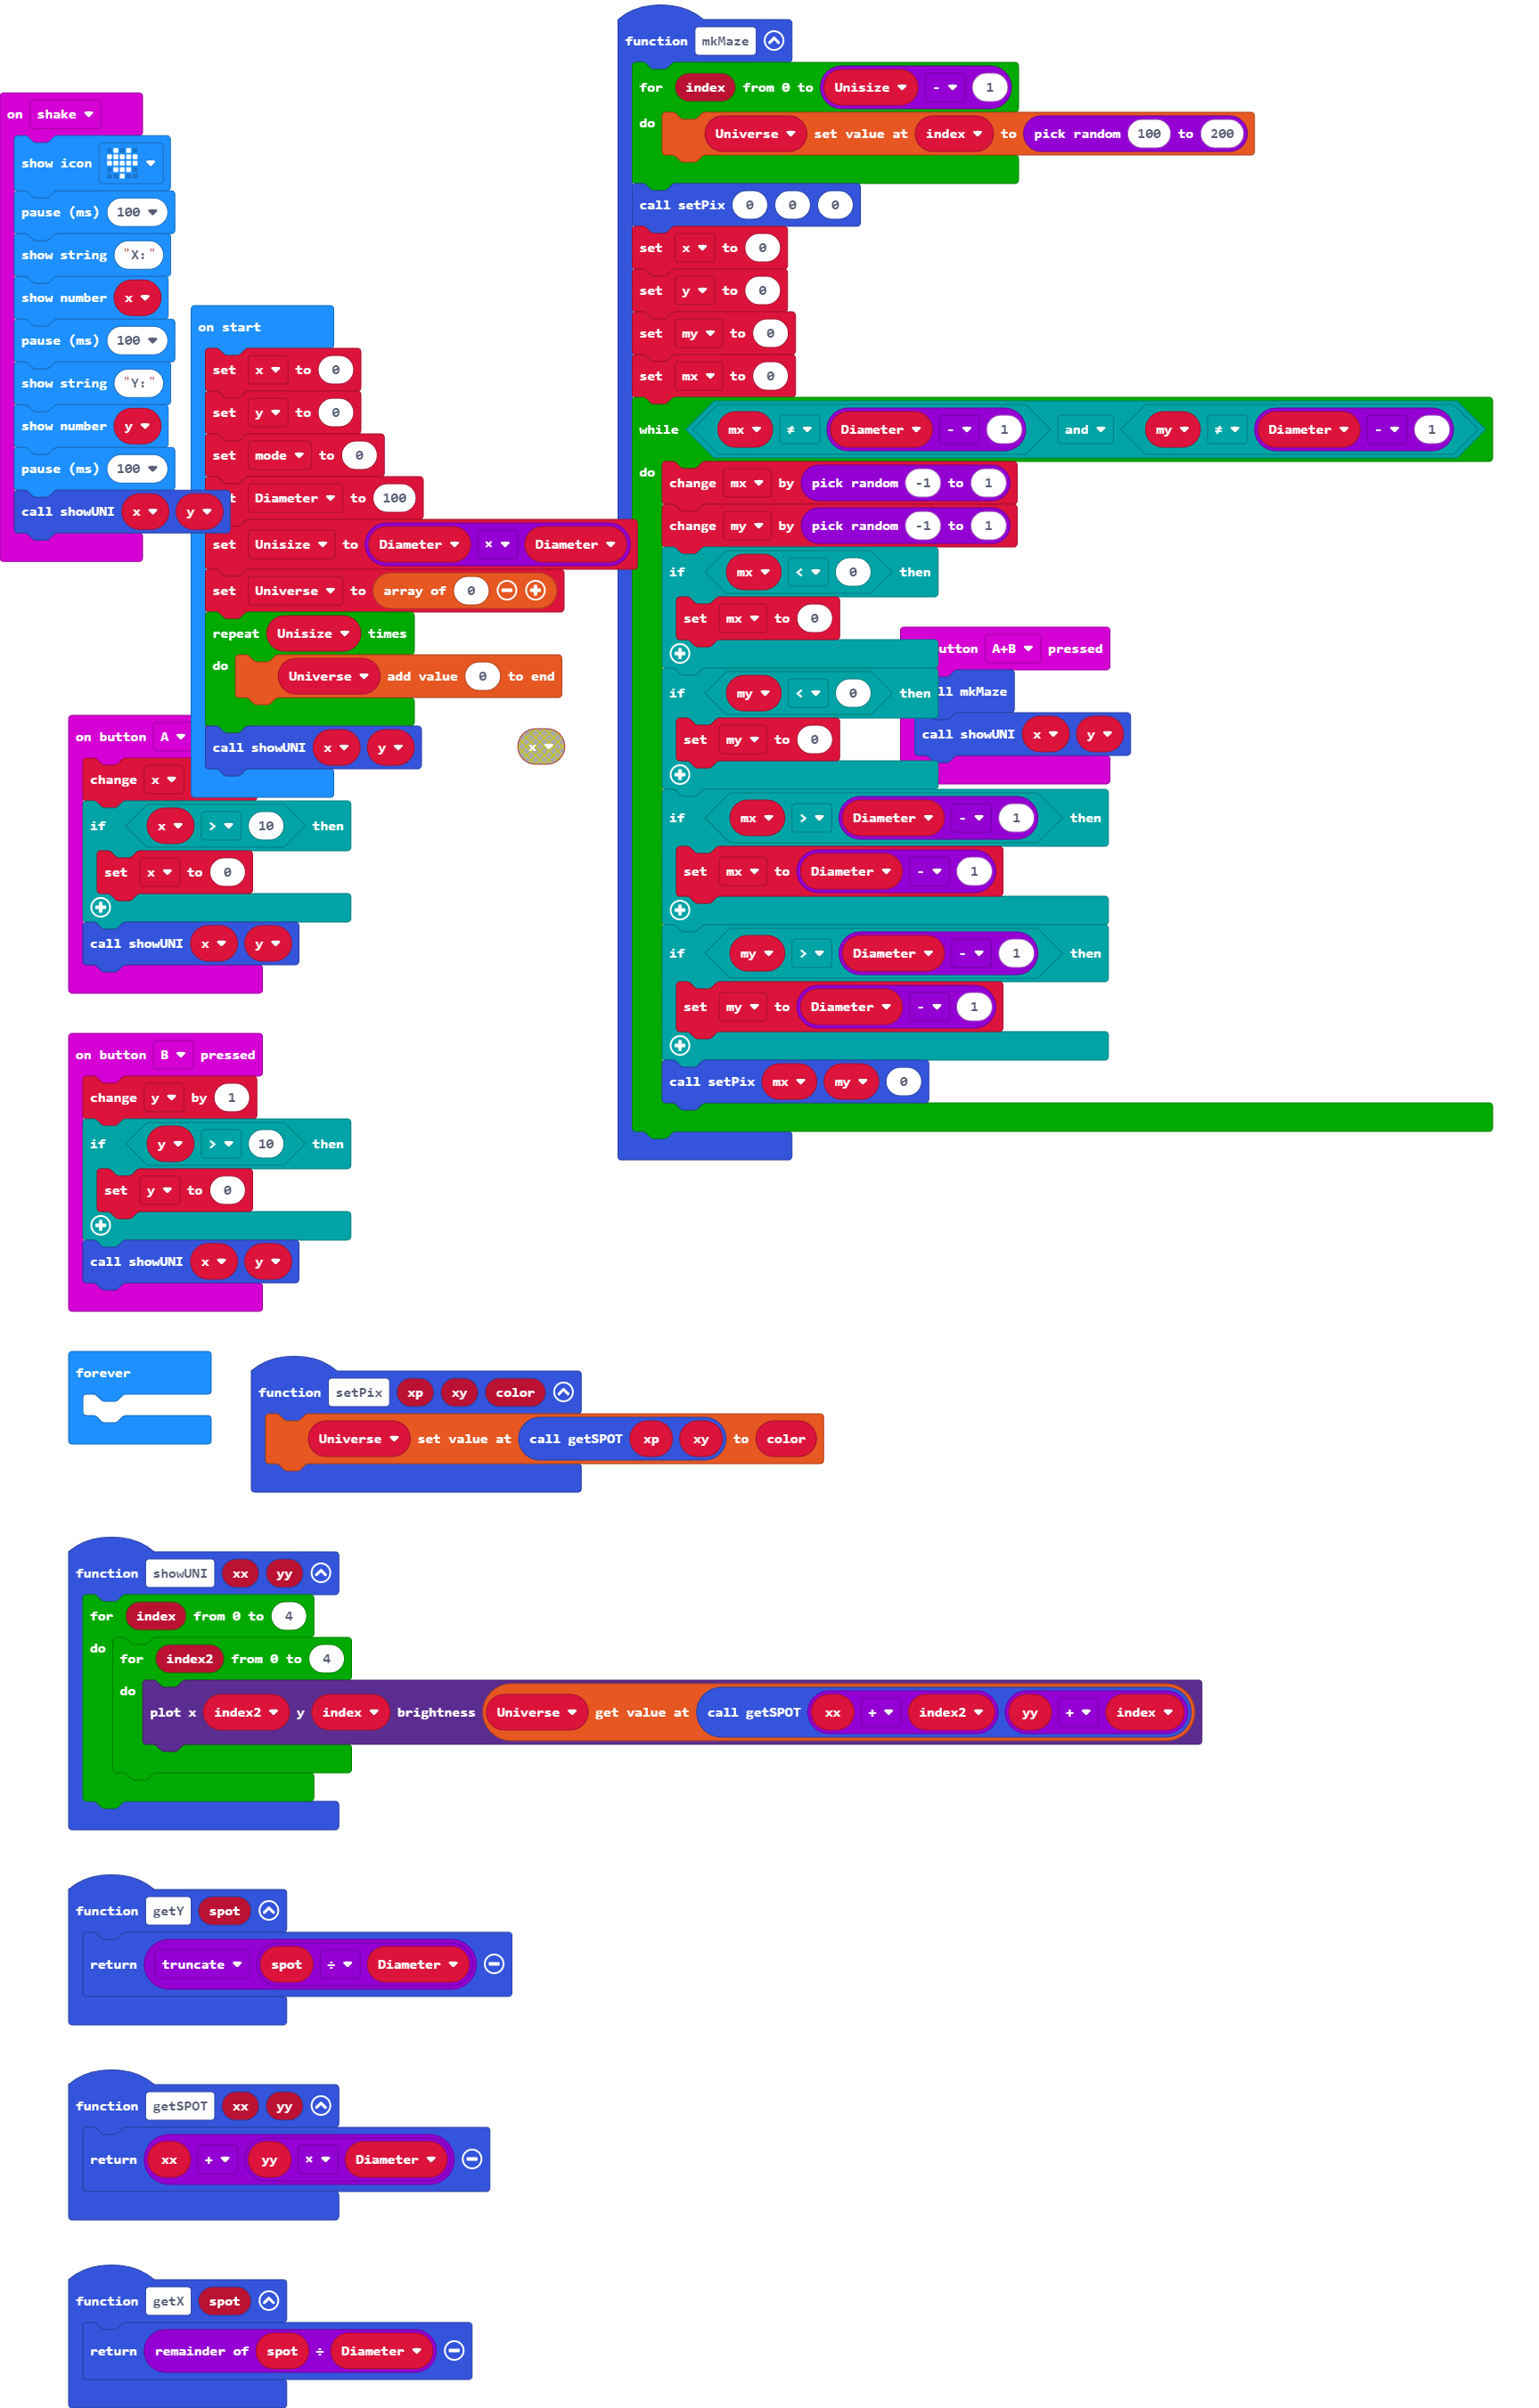 function mkMaze
for index from 0 to Unisize - 1
do Universe set value at index to pick random 100 to 200
call setPix 0 0 0
set x to 0
set y to 0
set my to 0
set mx to 0
while mx ≠ Diameter - 1 and my ≠ Diameter - 1
do change mx by pick random -1 to 1
change my by pick random -1 to 1
if mx < 0 then
set mx to 0
if my < 0 then
set my to 0
if mx > Diameter - 1 then
set mx to Diameter - 1
if my > Diameter - 1 then
set my to Diameter - 1
call setPix mx my 0
on shake
show icon
pause (ms) 100
show string "X:"
show number x
pause (ms) 100
show string "Y:"
show number y
pause (ms) 100
call showUNI x y
on start
set x to 0
set y to 0
set mode to 0
Diameter to 100
set Unisize to Diameter × Diameter
set Universe to array of 0
repeat Unisize times
do Universe add value 0 to end
call showUNI x y
x
A+B pressed
mkMaze
call showUNI x y
on button A
change x
if x > 10 then
set x to 0
call showUNI x y
on button B pressed
change y by 1
if y > 10 then
set y to 0
call showUNI x y
forever
function setPix xp xy color
Universe set value at call getSPOT xp xy to color
function showUNI xx yy
for index from 0 to 4
do for index2 from 0 to 4
do plot x index2 y index brightness Universe get value at call getSPOT xx + index2 yy + index
function getY spot
return truncate spot ÷ Diameter
function getSPOT xx yy
return xx + yy × Diameter
function getX spot
return remainder of spot ÷ Diameter